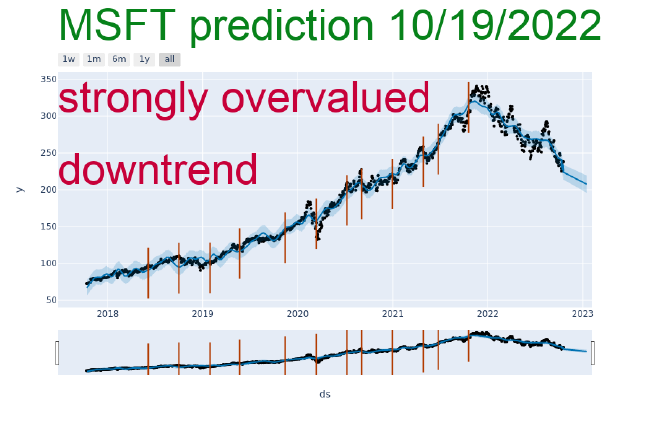 MSFT prediction 10/19/2022
1w 1m 6m 1y all
350
strongly overvalued
300
250
downtrend
200
y
150
100
50
2018 2019 2020 2021 2022 2023
ds